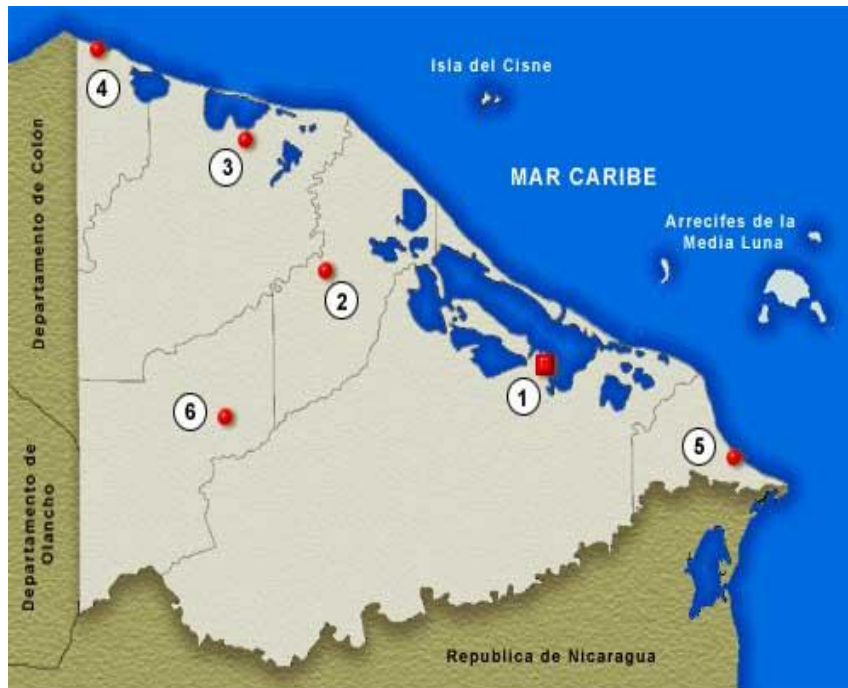 Isla del Cisne
4
3
MAR CARIBE
Arrecifes de la
Media Luna
Departamento de Colón
2
1
6
5
Departamento de
Olancho
Republica de Nicaragua